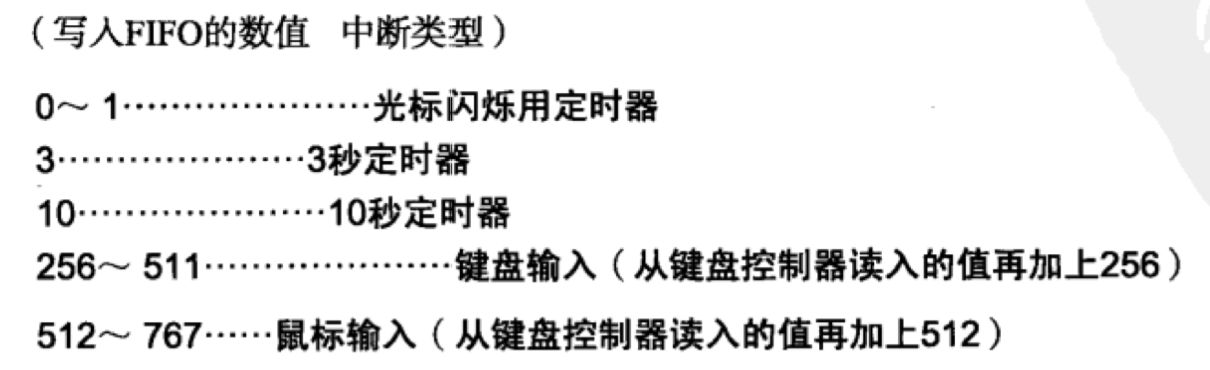 （写入FIFO的数值 中断类型）
0～ 1·····················光标闪烁用定时器
3·····················3秒定时器
10·····················10秒定时器
256～ 511·····················键盘输入（从键盘控制器读入的值再加上256）
512～ 767······鼠标输入（从键盘控制器读入的值再加上512）